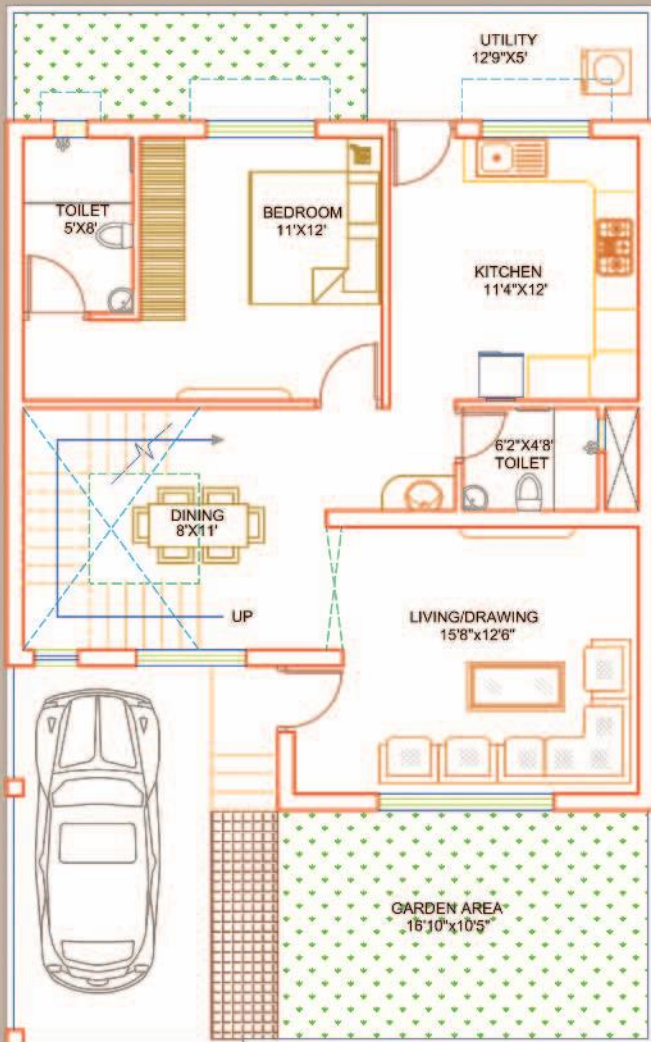 UTILITY
12'9"X5'
TOILET
5'X8'
BEDROOM
11'X12'
KITCHEN
11'4"X12'
6'2"X4'8'
TOILET
DINING
8'X11'
UP
LIVING/DRAWING
15'8"x12'6"
GARDEN AREA
16'10"x10'5"